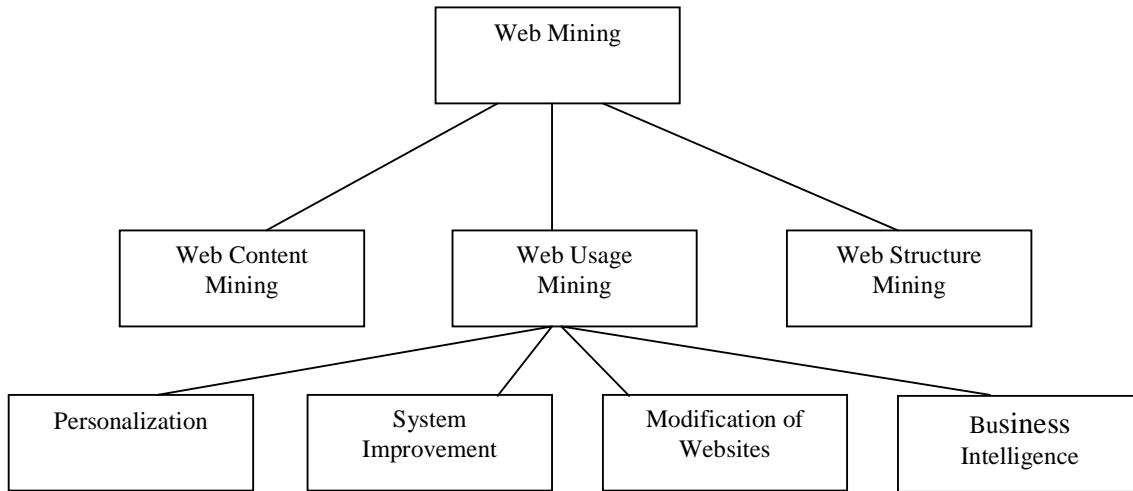 Web Mining
Web Content
Mining
Web Usage
Mining
Web Structure
Mining
Personalization
System
Improvement
Modification of
Websites
Business
Intelligence